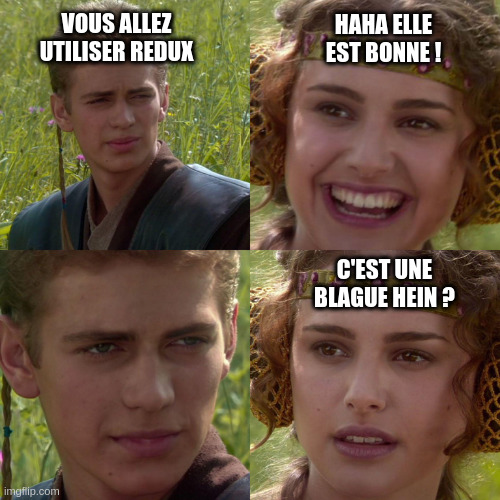 VOUS ALLEZ
UTILISER REDUX
HAHA ELLE
EST BONNE !
C'EST UNE
BLAGUE HEIN ?
imgflip.com